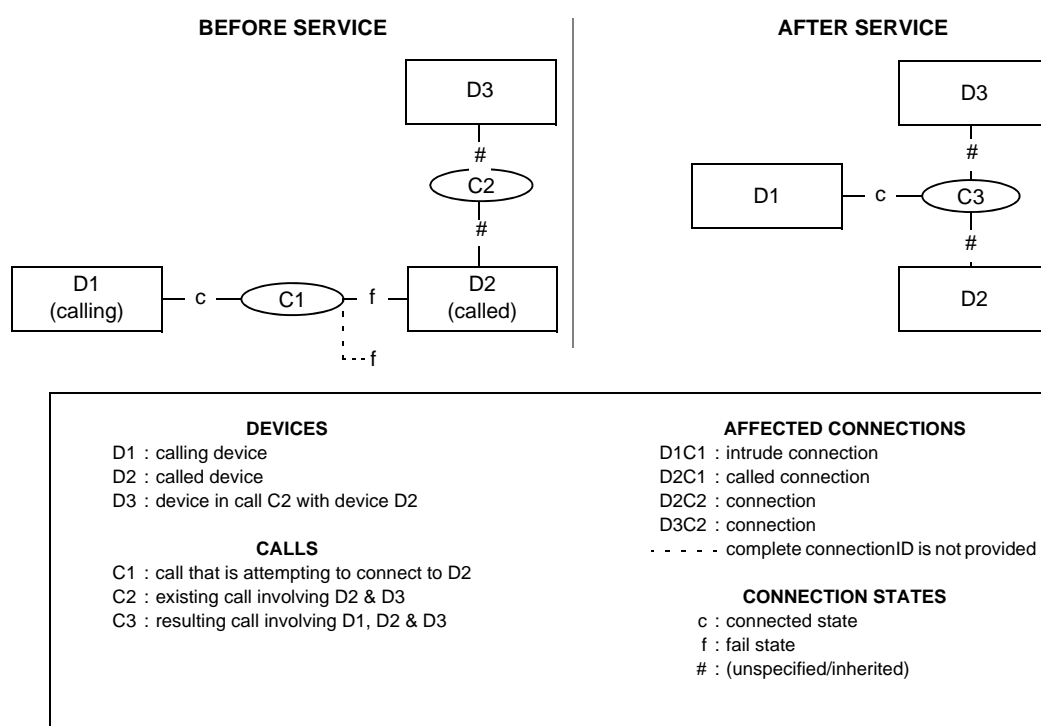 BEFORE SERVICE
D3
#
C2
#
D1
(calling)
c
C1
f
D2
(called)
f
AFTER SERVICE
D3
#
D1
c
C3
#
D2
DEVICES
D1 : calling device
D2 : called device
D3 : device in call C2 with device D2
CALLS
C1 : call that is attempting to connect to D2
C2 : existing call involving D2 & D3
C3 : resulting call involving D1, D2 & D3
AFFECTED CONNECTIONS
D1C1 : intrude connection
D2C1 : called connection
D2C2 : connection
D3C2 : connection
- - - - - complete connectionID is not provided
CONNECTION STATES
c : connected state
f : fail state
# : (unspecified/inherited)